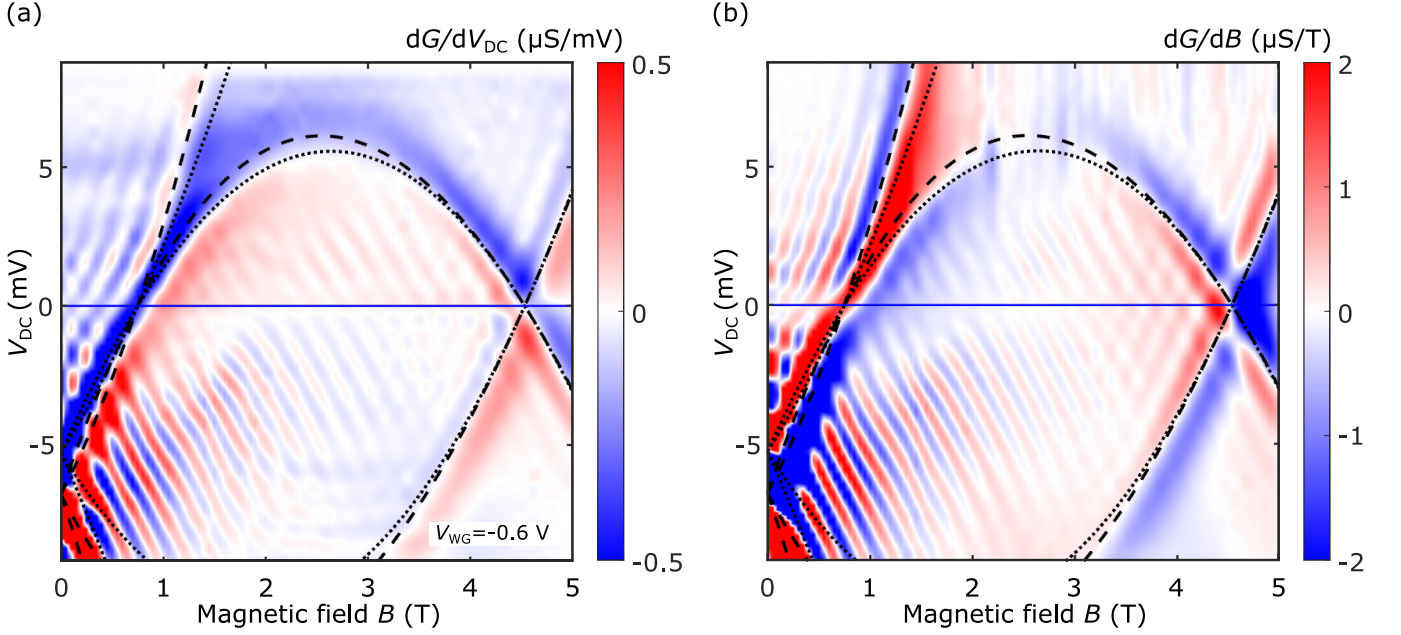 (a)
dG/dV_DC (µS/mV)
0.5
0
-0.5
5
0
-5
V_DC (mV)
V_WG=-0.6 V
0 1 2 3 4 5
Magnetic field B (T)
(b)
dG/dB (µS/T)
2
1
0
-1
-2
5
0
-5
V_DC (mV)
0 1 2 3 4 5
Magnetic field B (T)